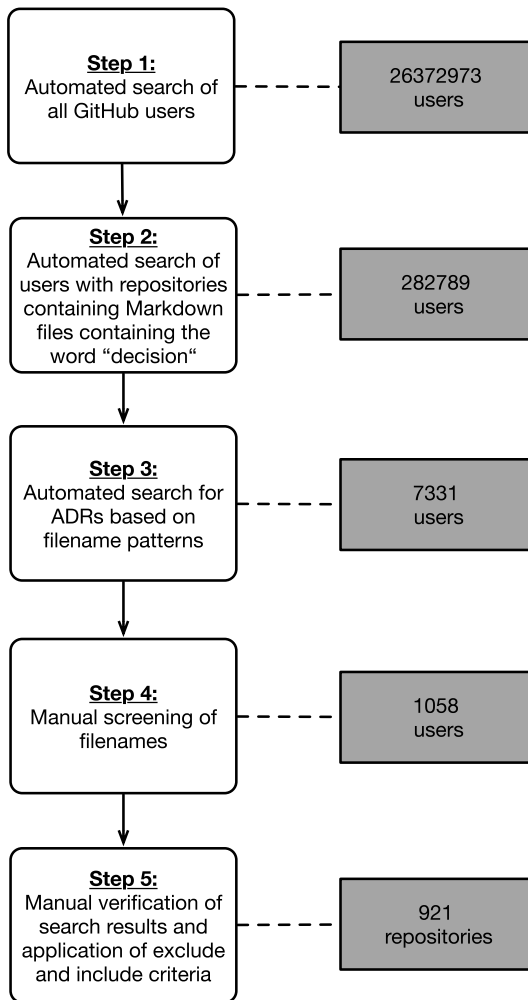 Step 1:
Automated search of
all GitHub users
26372973
users
Step 2:
Automated search of
users with repositories
containing Markdown
files containing the
word “decision“
282789
users
Step 3:
Automated search for
ADRs based on
filename patterns
7331
users
Step 4:
Manual screening of
filenames
1058
users
Step 5:
Manual verification of
search results and
application of exclude
and include criteria
921
repositories